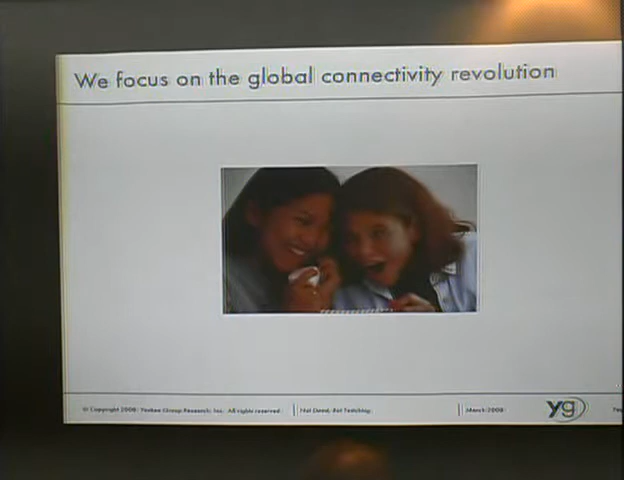 We focus on the global connectivity revolution
© Copyright 2008. Yankee Group Research, Inc. All rights reserved.
March 2008
yg